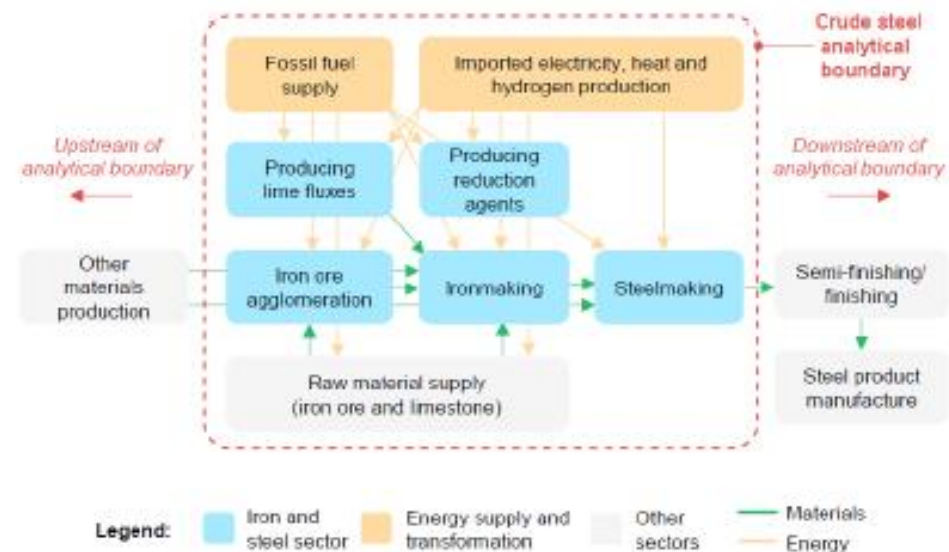 Crude steel
analytical
boundary
Fossil fuel
supply
Imported electricity, heat and
hydrogen production
Upstream of
analytical boundary
Downstream of
analytical boundary
Producing
lime fluxes
Producing
reduction
agents
Other
materials
production
Iron ore
agglomeration
Ironmaking
Steelmaking
Semi-finishing/
finishing
Raw material supply
(iron ore and limestone)
Steel product
manufacture
Legend:
Iron and
steel sector
Energy supply and
transformation
Other
sectors
Materials
Energy